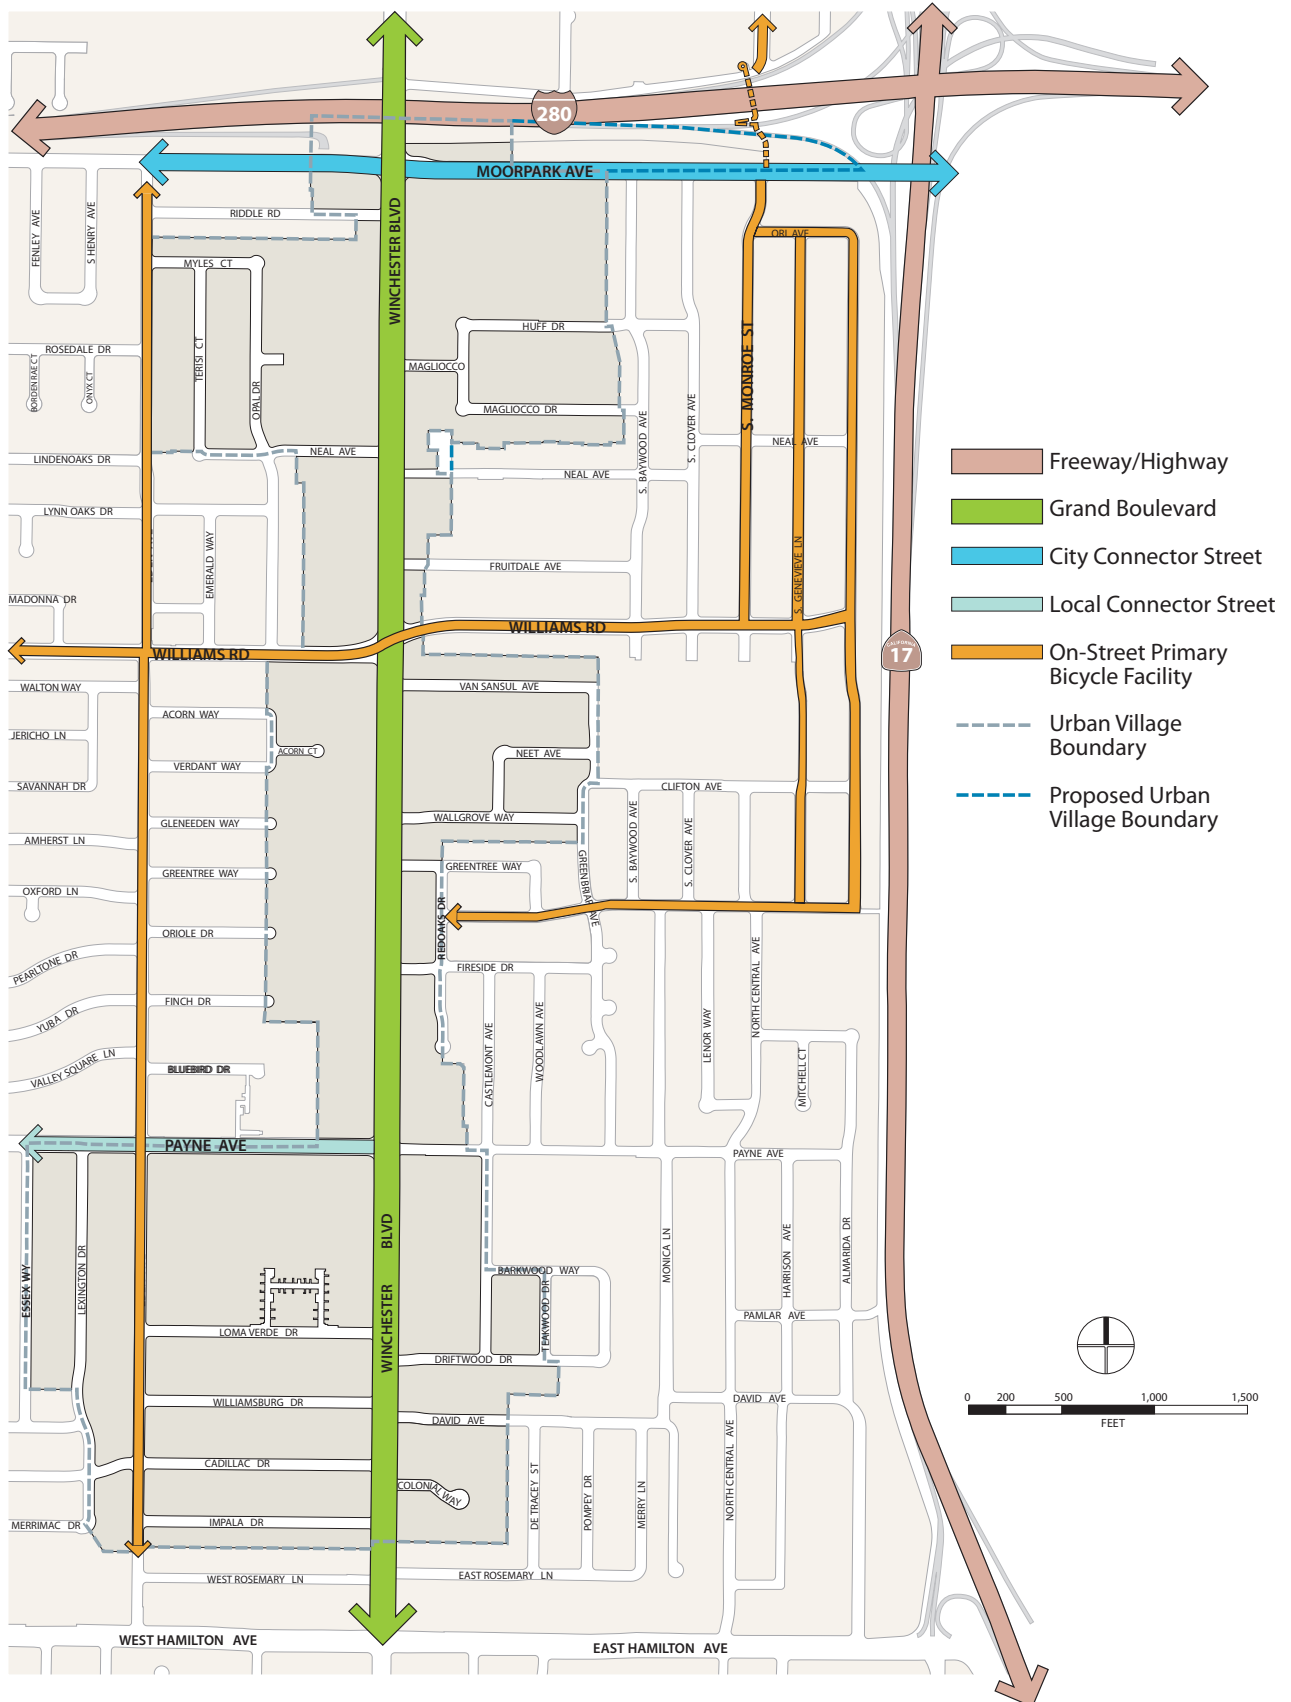 280
MOORPARK AVE
WINCHESTER BLVD
RIDDLE RD
FENLEY AVE
S HENRY AVE
ORI AVE
MYLES CT
HUFF DR
S. MONROE ST
ROSEDALE DR
TERISI CT
BORDEN RAE CT
ONYX CT
MAGLIOCCO
OPAL DR
MAGLIOCCO DR
S. BAYWOOD AVE
S. CLOVER AVE
NEAL AVE
NEAL AVE
LINDENOAKS DR
NEAL AVE
LYNN OAKS DR
EMERALD WAY
FRUITDALE AVE
S. GENEVIEVE LN
MADONNA DR
WILLIAMS RD
WILLIAMS RD
CALIFORNIA
17
Freeway/Highway
Grand Boulevard
City Connector Street
Local Connector Street
On-Street Primary
Bicycle Facility
Urban Village
Boundary
Proposed Urban
Village Boundary
WALTON WAY
VAN SANSUL AVE
ACORN WAY
JERICHO LN
ACORN CT
NEET AVE
VERDANT WAY
SAVANNAH DR
CLIFTON AVE
WALLGROVE WAY
GLENEEDEN WAY
AMHERST LN
S. BAYWOOD AVE
S. CLOVER AVE
GREENBRIAR AVE
GREENTREE WAY
GREENTREE WAY
OXFORD LN
REDOAKS DR
ORIOLE DR
PEARLTONE DR
FIRESIDE DR
NORTH CENTRAL AVE
FINCH DR
YUBA DR
CASTLEMONT AVE
WOODLAWN AVE
LENOR WAY
VALLEY SQUARE LN
BLUEBIRD DR
MITCHELL CT
PAYNE AVE
PAYNE AVE
WINCHESTER BLVD
ESSEX WY
LEXINGTON DR
MONICA LN
HARRISON AVE
ALMARIDA DR
BARKWOOD WAY
TEAKWOOD DR
PAMLAR AVE
LOMA VERDE DR
DRIFTWOOD DR
WILLIAMSBURG DR
DAVID AVE
DAVID AVE
NORTH CENTRAL AVE
CADILLAC DR
COLONIAL WAY
DE TRACEY ST
POMPEY DR
MERRY LN
MERRIMAC DR
IMPALA DR
WEST ROSEMARY LN
EAST ROSEMARY LN
WEST HAMILTON AVE
EAST HAMILTON AVE
0 200 500 1,000 1,500
FEET